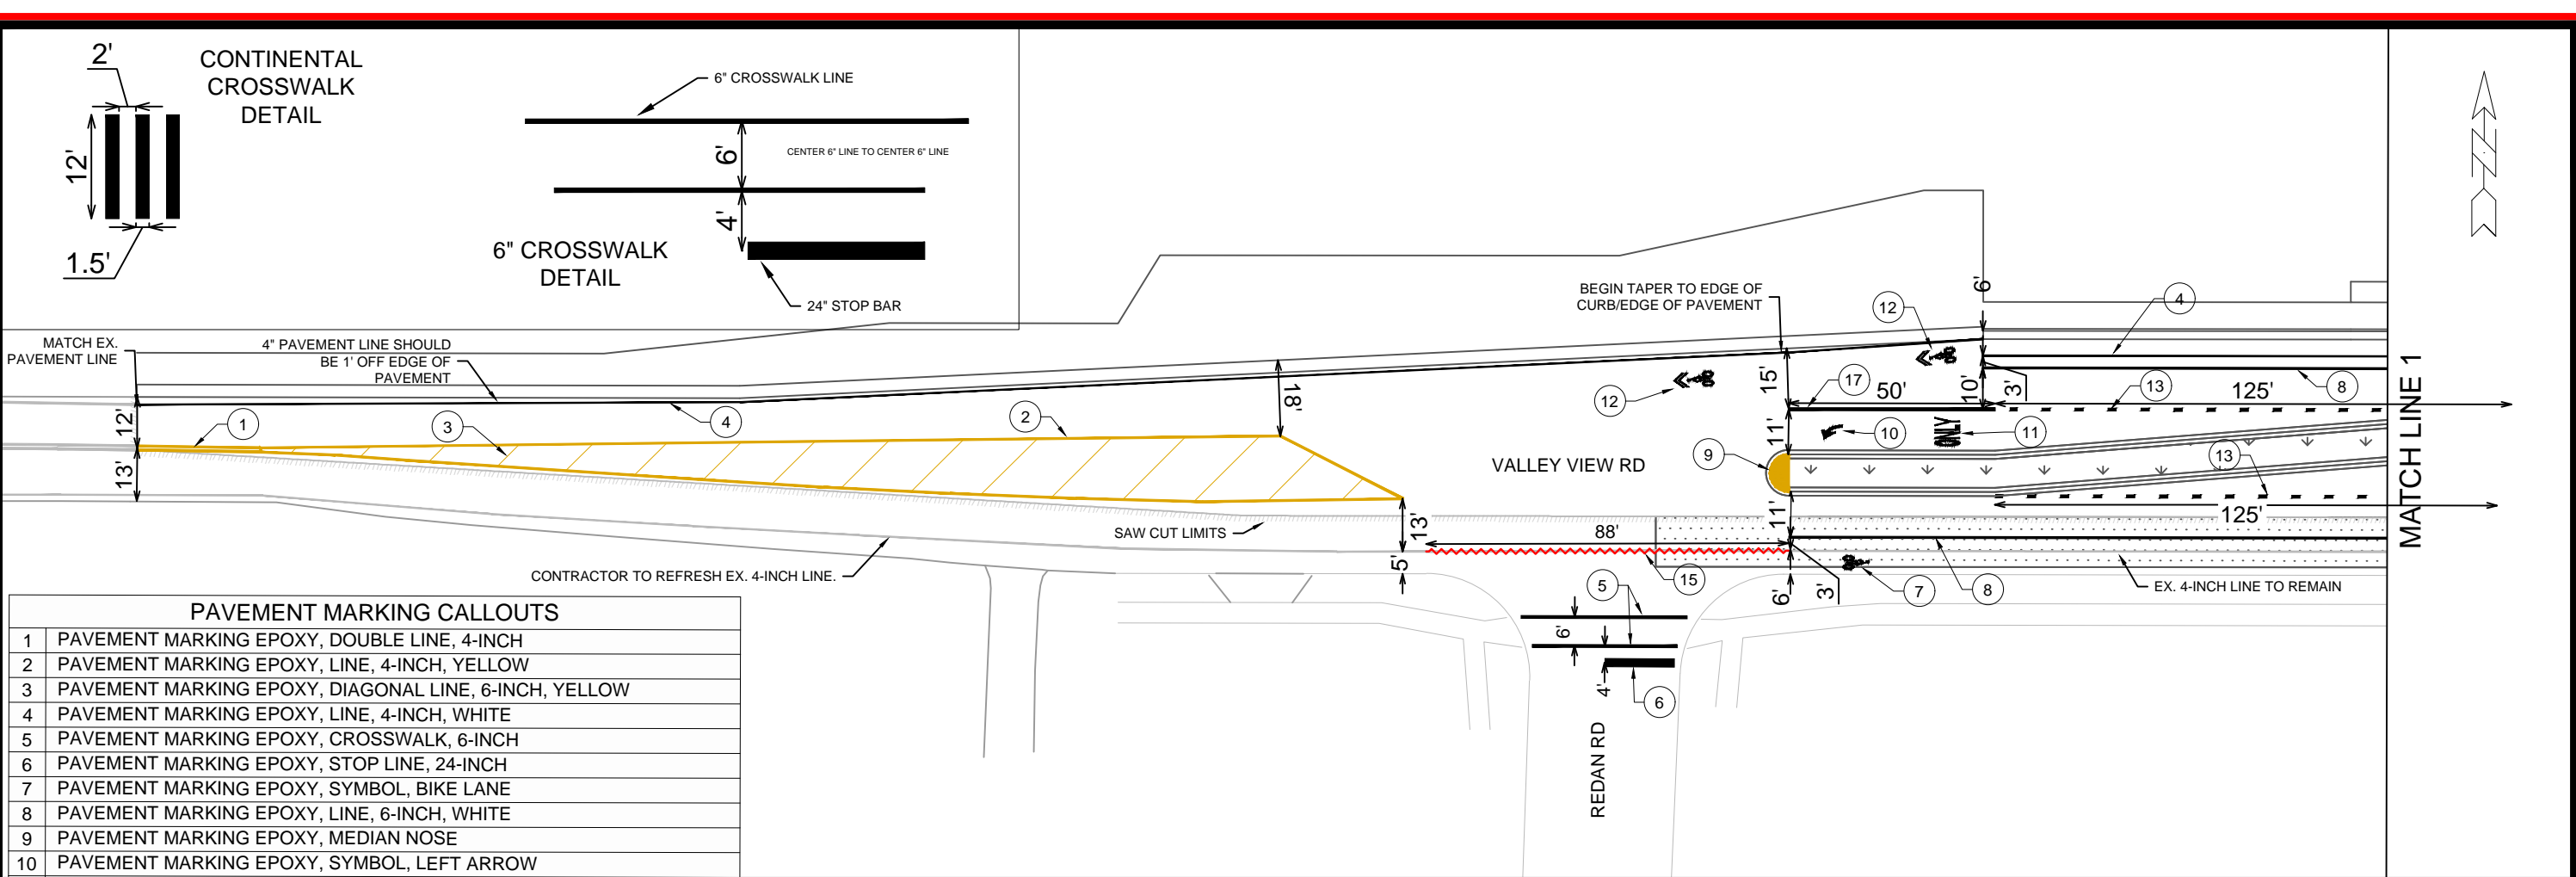 2'
CONTINENTAL
CROSSWALK
DETAIL
12'
1.5'
6" CROSSWALK LINE
6'
CENTER 6" LINE TO CENTER 6" LINE
4'
6" CROSSWALK
DETAIL
24" STOP BAR
N
MATCH EX.
PAVEMENT LINE
4" PAVEMENT LINE SHOULD
BE 1' OFF EDGE OF
PAVEMENT
12'
13'
1
3
4
2
18'
BEGIN TAPER TO EDGE OF
CURB/EDGE OF PAVEMENT
12
12
6'
4
15'
17
50'
10'
3'
13
125'
8
11'
10
ONLY
11
9
VALLEY VIEW RD
13
125'
MATCH LINE 1
SAW CUT LIMITS
13'
88'
11'
5'
15
CONTRACTOR TO REFRESH EX. 4-INCH LINE.
5
6'
3'
7
8
EX. 4-INCH LINE TO REMAIN
6'
4'
6
REDAN RD
PAVEMENT MARKING CALLOUTS
1 PAVEMENT MARKING EPOXY, DOUBLE LINE, 4-INCH
2 PAVEMENT MARKING EPOXY, LINE, 4-INCH, YELLOW
3 PAVEMENT MARKING EPOXY, DIAGONAL LINE, 6-INCH, YELLOW
4 PAVEMENT MARKING EPOXY, LINE, 4-INCH, WHITE
5 PAVEMENT MARKING EPOXY, CROSSWALK, 6-INCH
6 PAVEMENT MARKING EPOXY, STOP LINE, 24-INCH
7 PAVEMENT MARKING EPOXY, SYMBOL, BIKE LANE
8 PAVEMENT MARKING EPOXY, LINE, 6-INCH, WHITE
9 PAVEMENT MARKING EPOXY, MEDIAN NOSE
10 PAVEMENT MARKING EPOXY, SYMBOL, LEFT ARROW